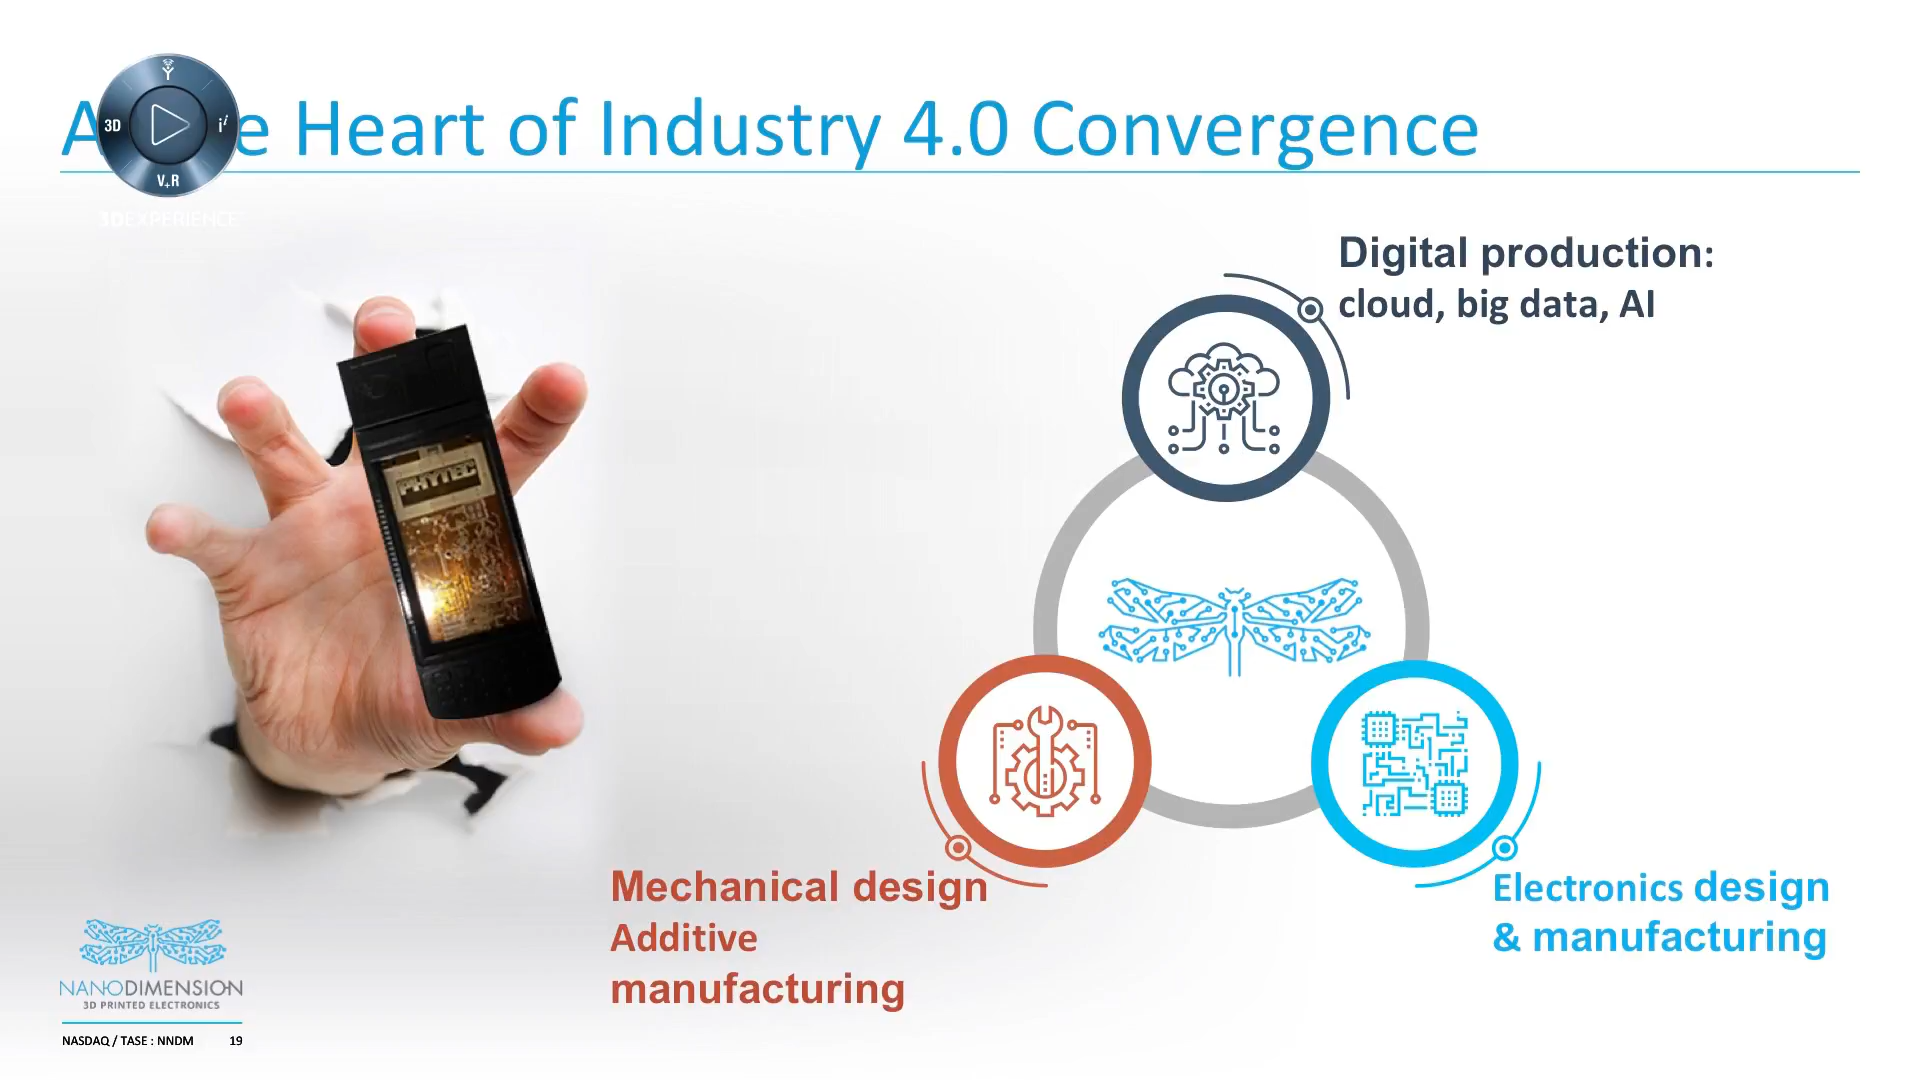 A e Heart of Industry 4.0 Convergence
3D
i i
V+R
3DEXPERIENCE
Digital production:
cloud, big data, AI
PHYTEC
Mechanical design
Additive
manufacturing
Electronics design
& manufacturing
NANODIMENSION
3D PRINTED ELECTRONICS
NASDAQ / TASE : NNDM 19